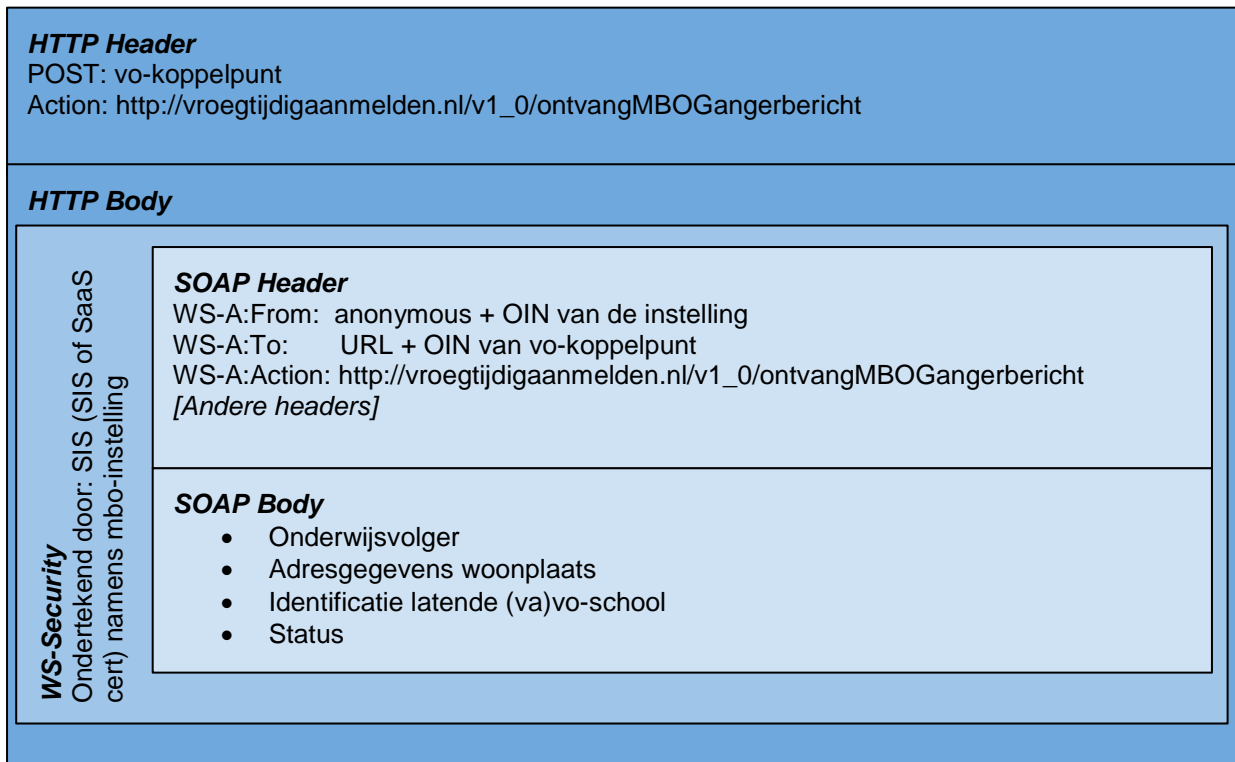 HTTP Header
POST: vo-koppelpunt
Action: http://vroegtijdigaanmelden.nl/v1_0/ontvangMBOGangerbericht
HTTP Body
WS-Security
Ondertekend door: SIS (SIS of SaaS
cert) namens mbo-instelling
SOAP Header
WS-A:From: anonymous + OIN van de instelling
WS-A:To: URL + OIN van vo-koppelpunt
WS-A:Action: http://vroegtijdigaanmelden.nl/v1_0/ontvangMBOGangerbericht
[Andere headers]
SOAP Body
• Onderwijsvolger
• Adresgegevens woonplaats
• Identificatie latende (va)vo-school
• Status